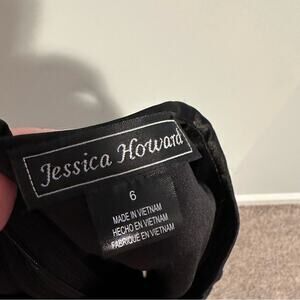 Jessica Howard
6
MADE IN VIETNAM
HECHO EN VIETNAM
FABRIQUE EN VIETNAM